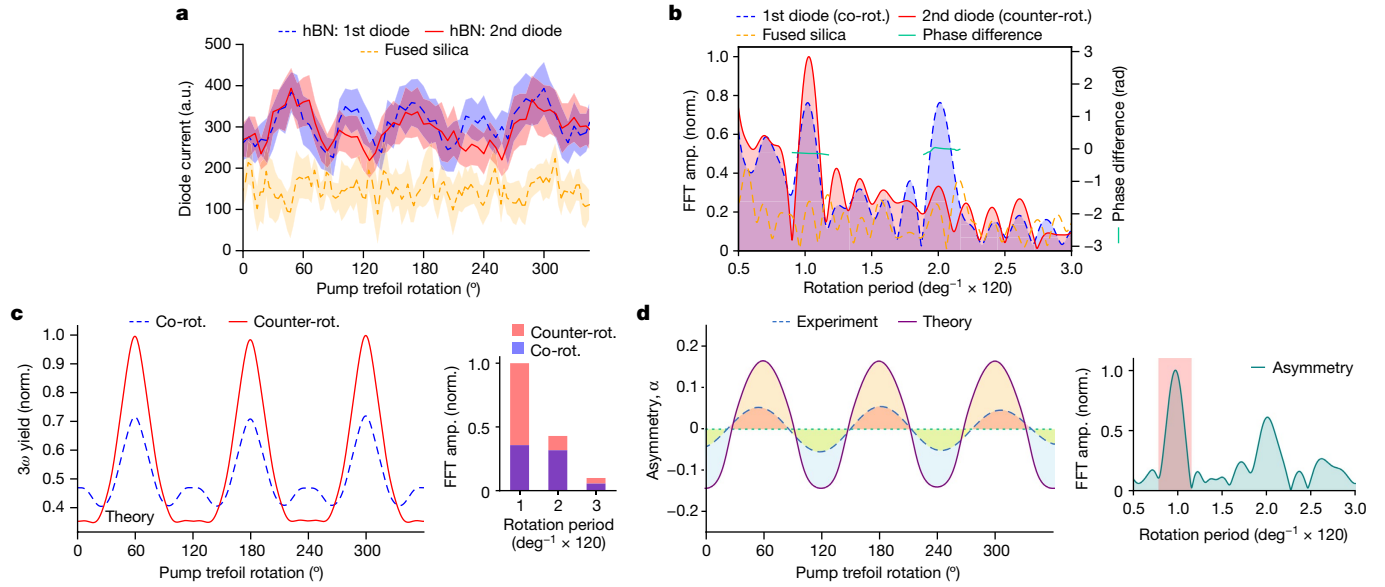 a
hBN: 1st diode hBN: 2nd diode
Fused silica
500
400
300
200
100
0
Diode current (a.u.)
0 60 120 180 240 300
Pump trefoil rotation (º)
b
1st diode (co-rot.) 2nd diode (counter-rot.)
Fused silica Phase difference
1.0
0.8
0.6
0.4
0.2
0
FFT amp. (norm.)
3
2
1
0
−1
−2
−3
Phase difference (rad)
0.5 1.0 1.5 2.0 2.5 3.0
Rotation period (deg⁻¹ × 120)
c
Co-rot. Counter-rot.
1.0
0.9
0.8
0.7
0.6
0.5
0.4
3ω yield (norm.)
Theory
0 60 120 180 240 300
Pump trefoil rotation (º)
Counter-rot.
Co-rot.
1.0
0.5
0
FFT amp. (norm.)
1 2 3
Rotation period
(deg⁻¹ × 120)
d
Experiment Theory
0.2
0.1
0
−0.1
−0.2
Asymmetry, α
0 60 120 180 240 300
Pump trefoil rotation (º)
Asymmetry
1.0
0.5
0
FFT amp. (norm.)
0.5 1.0 1.5 2.0 2.5 3.0
Rotation period (deg⁻¹ × 120)